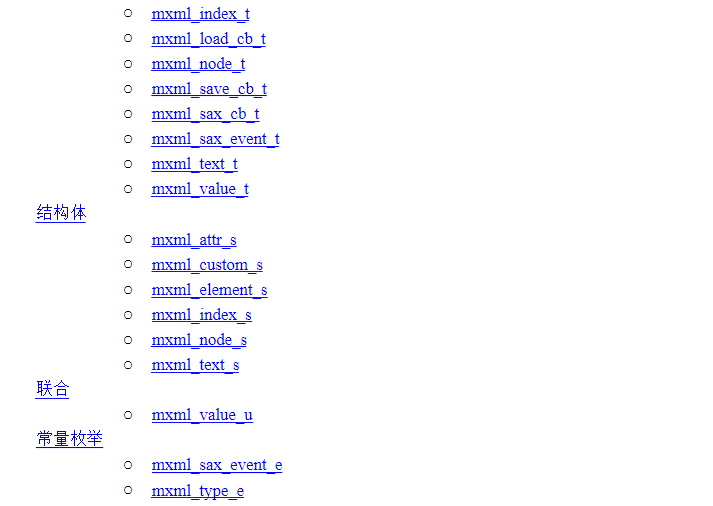 mxml_index_t
mxml_load_cb_t
mxml_node_t
mxml_save_cb_t
mxml_sax_cb_t
mxml_sax_event_t
mxml_text_t
mxml_value_t
结构体
mxml_attr_s
mxml_custom_s
mxml_element_s
mxml_index_s
mxml_node_s
mxml_text_s
联合
mxml_value_u
常量枚举
mxml_sax_event_e
mxml_type_e